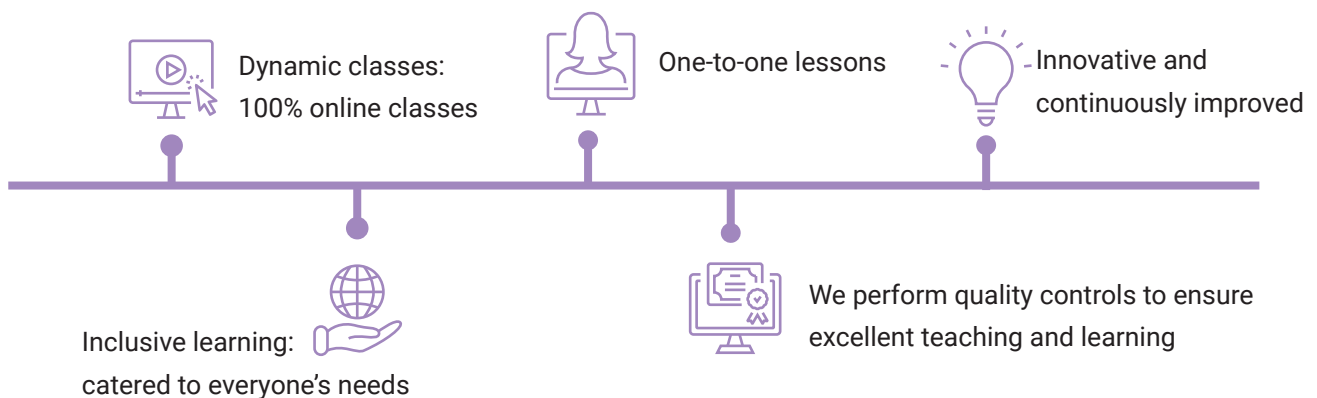 Dynamic classes:
100% online classes
One-to-one lessons
Innovative and
continuously improved
Inclusive learning:
catered to everyone’s needs
We perform quality controls to ensure
excellent teaching and learning